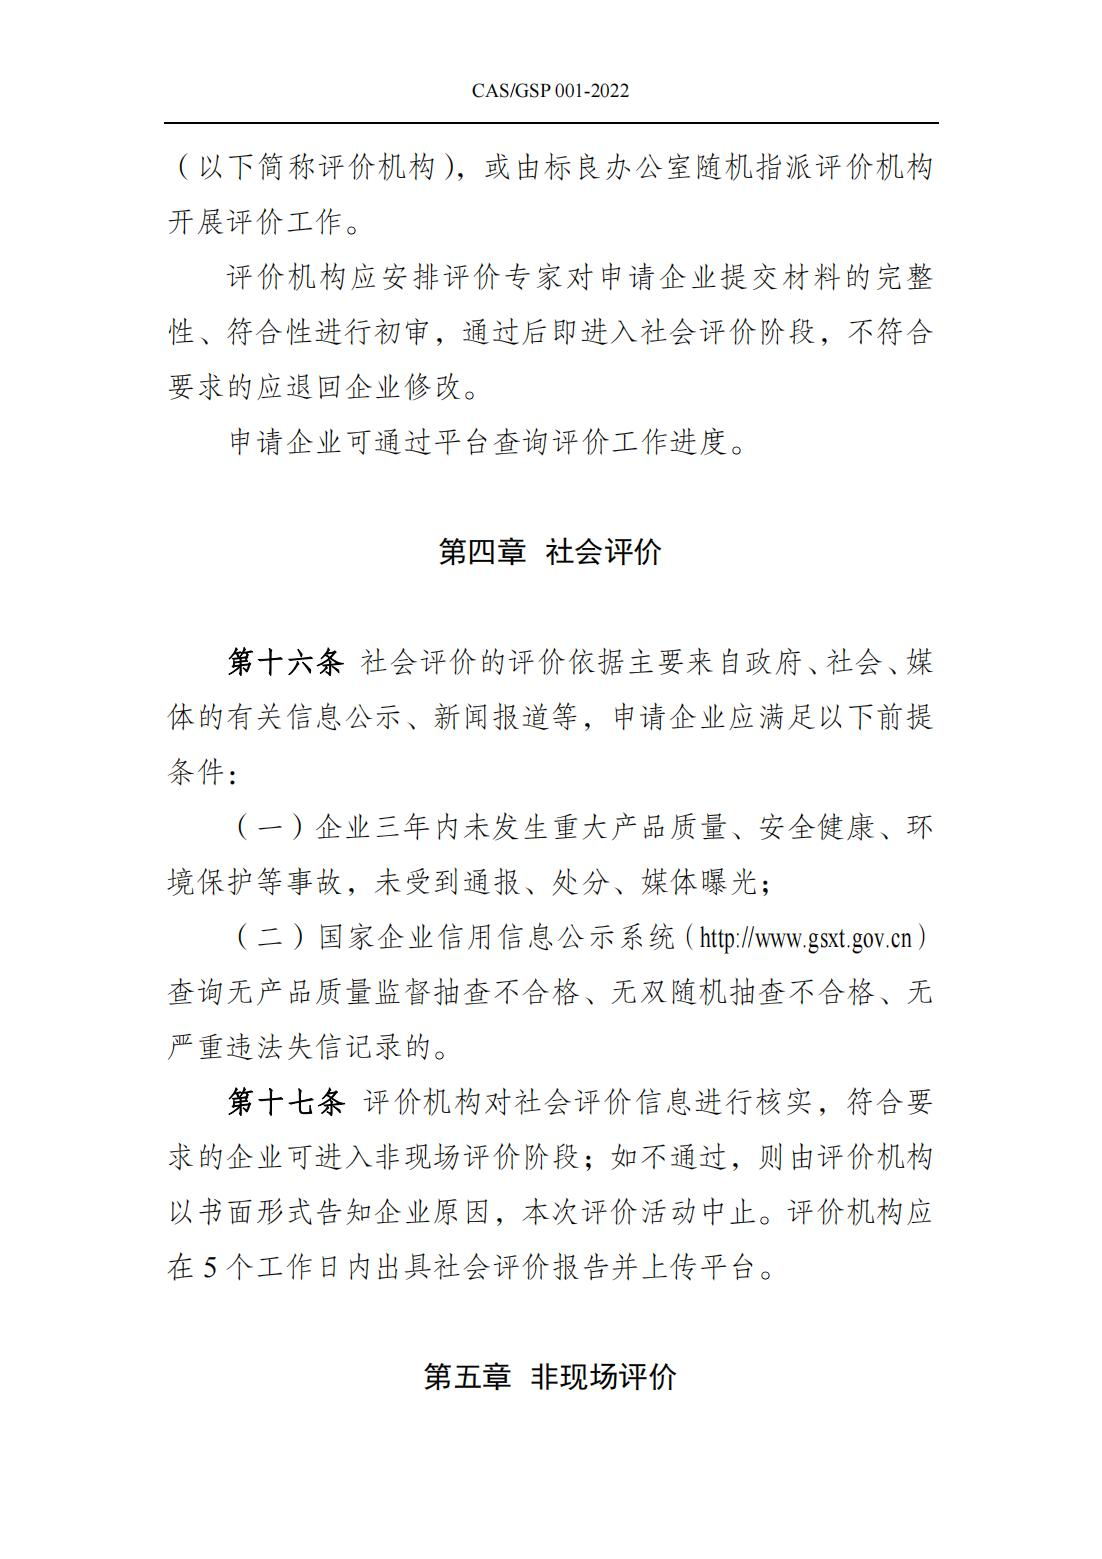 CAS/GSP 001-2022
（以下简称评价机构），或由标良办公室随机指派评价机构
开展评价工作。
评价机构应安排评价专家对申请企业提交材料的完整
性、符合性进行初审，通过后即进入社会评价阶段，不符合
要求的应退回企业修改。
申请企业可通过平台查询评价工作进度。
第四章 社会评价
第十六条 社会评价的评价依据主要来自政府、社会、媒
体的有关信息公示、新闻报道等，申请企业应满足以下前提
条件：
（一）企业三年内未发生重大产品质量、安全健康、环
境保护等事故，未受到通报、处分、媒体曝光；
（二）国家企业信用信息公示系统（http://www.gsxt.gov.cn）
查询无产品质量监督抽查不合格、无双随机抽查不合格、无
严重违法失信记录的。
第十七条 评价机构对社会评价信息进行核实，符合要
求的企业可进入非现场评价阶段；如不通过，则由评价机构
以书面形式告知企业原因，本次评价活动中止。评价机构应
在 5 个工作日内出具社会评价报告并上传平台。
第五章 非现场评价